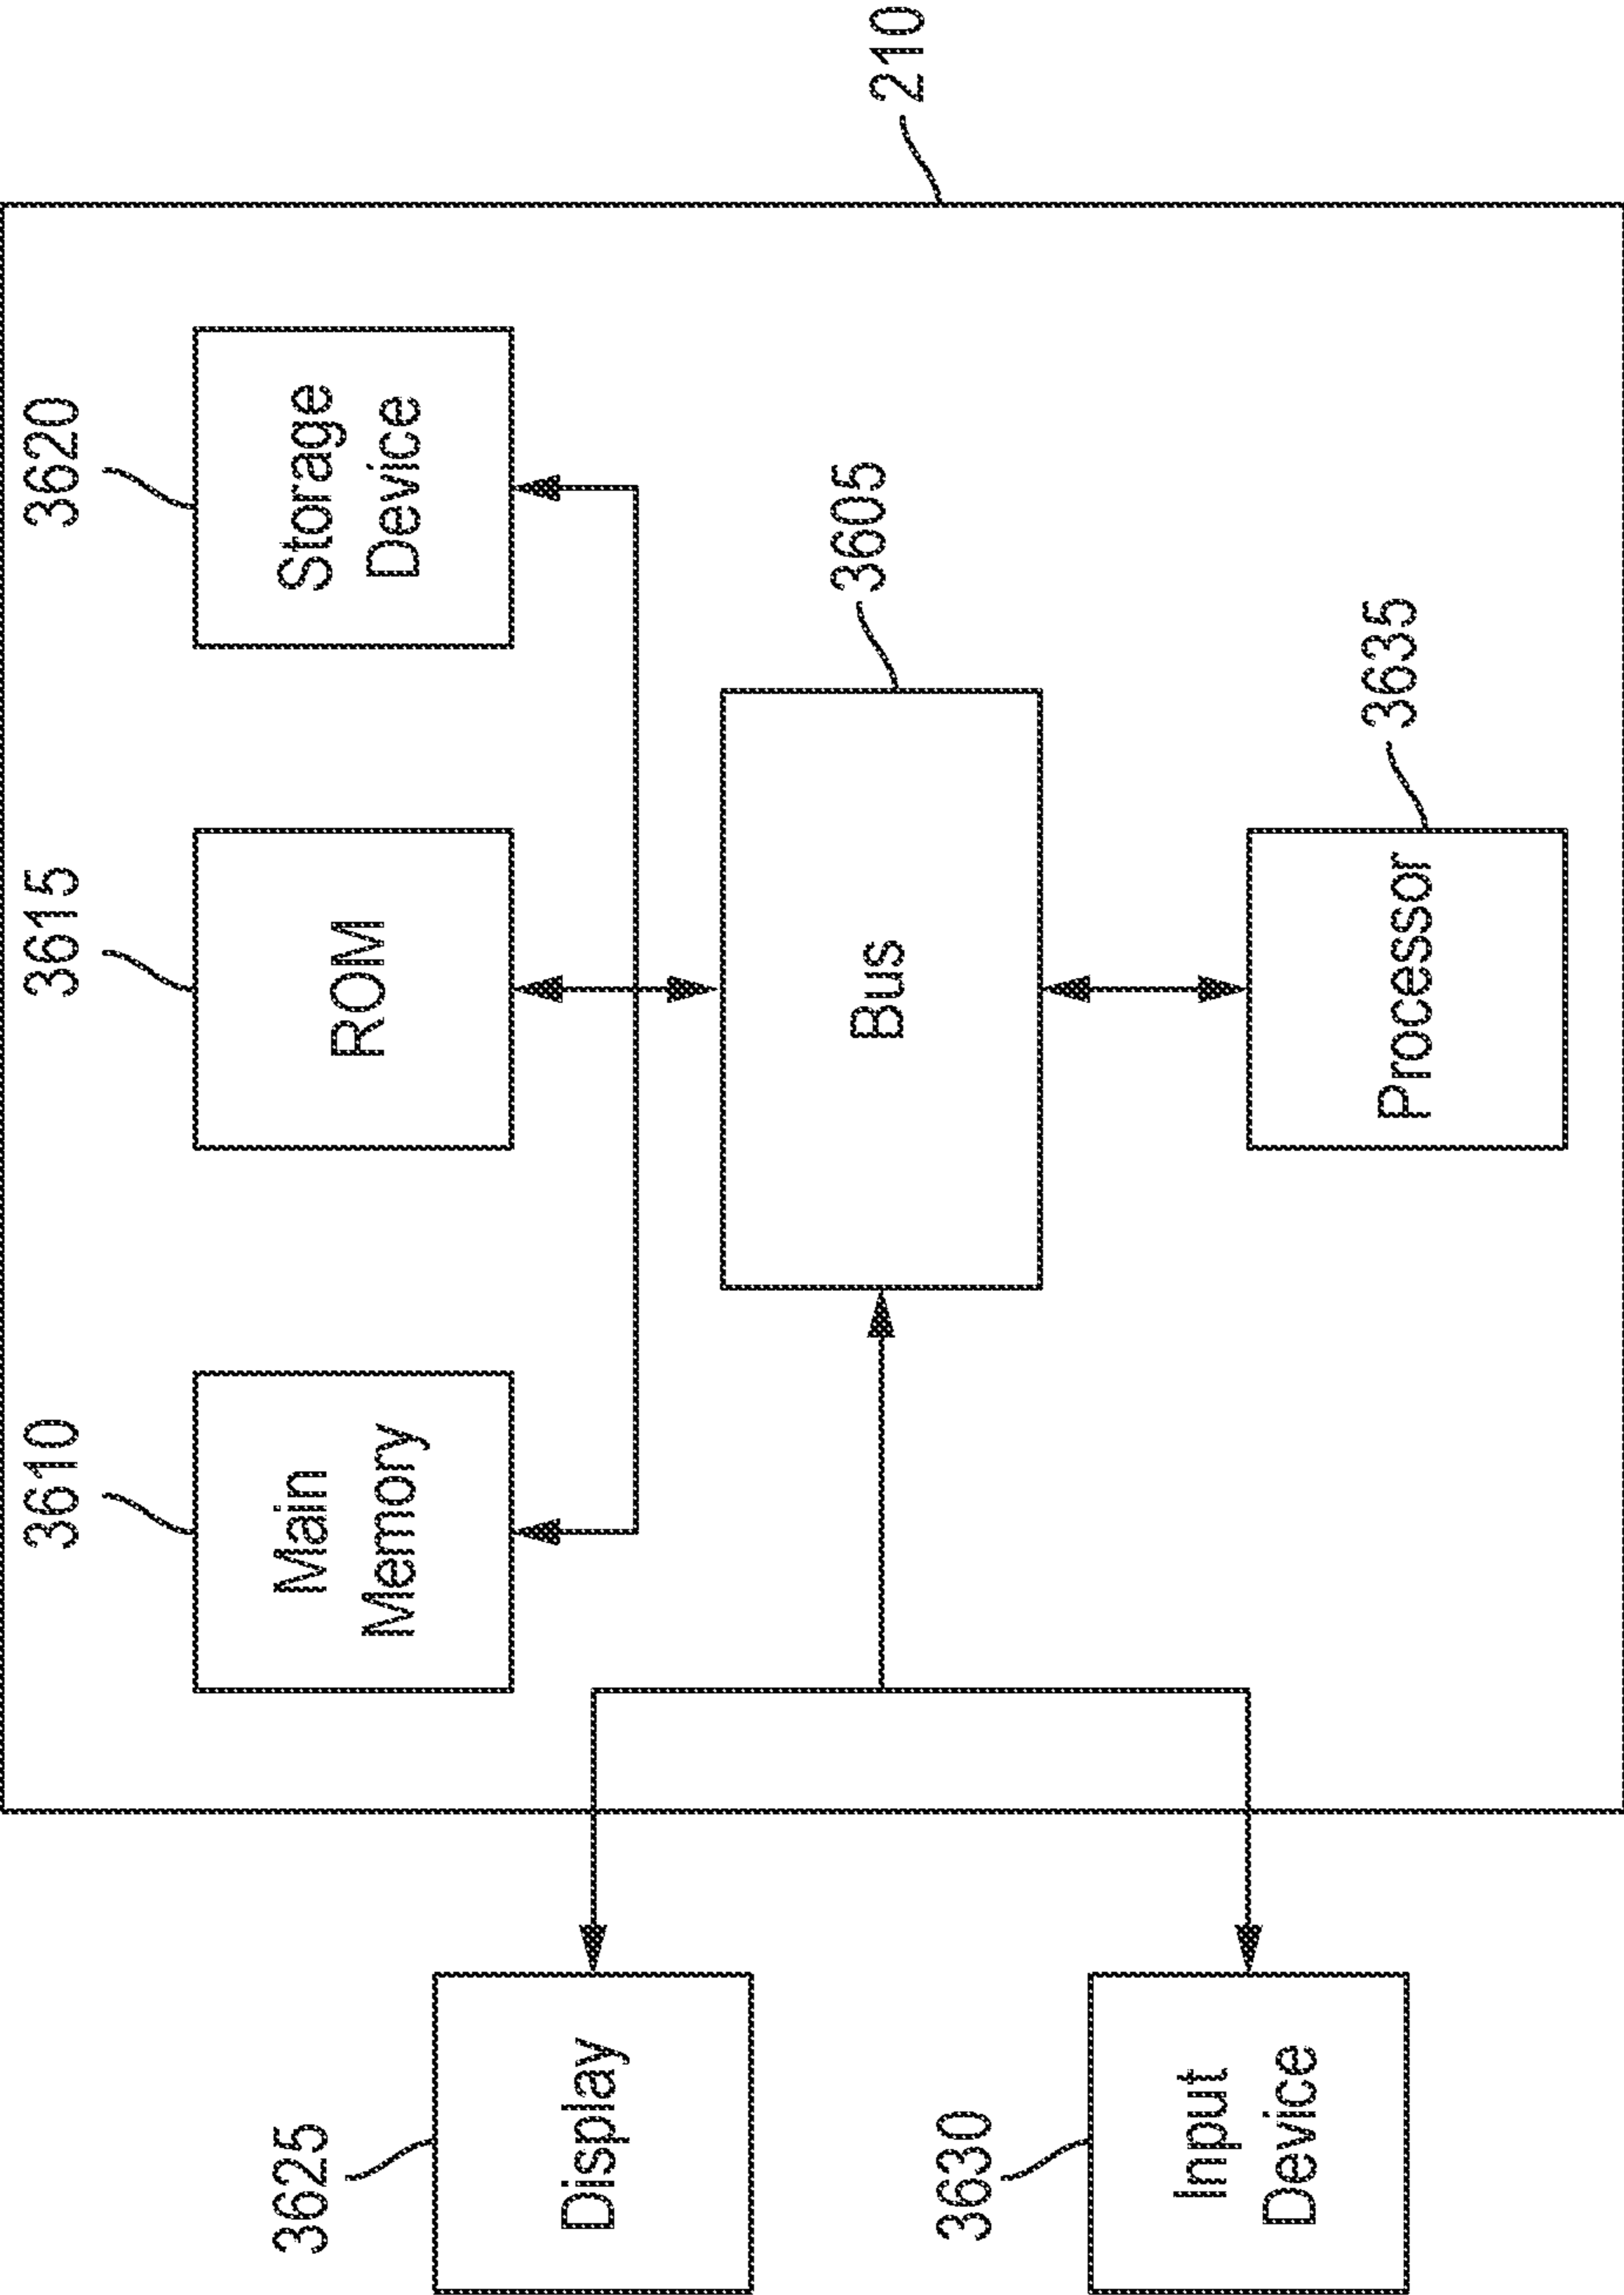 3610
3615
3620
Main
Memory
ROM
Storage
Device
3625
Display
Bus
3605
210
3630
Input
Device
Processor
3635